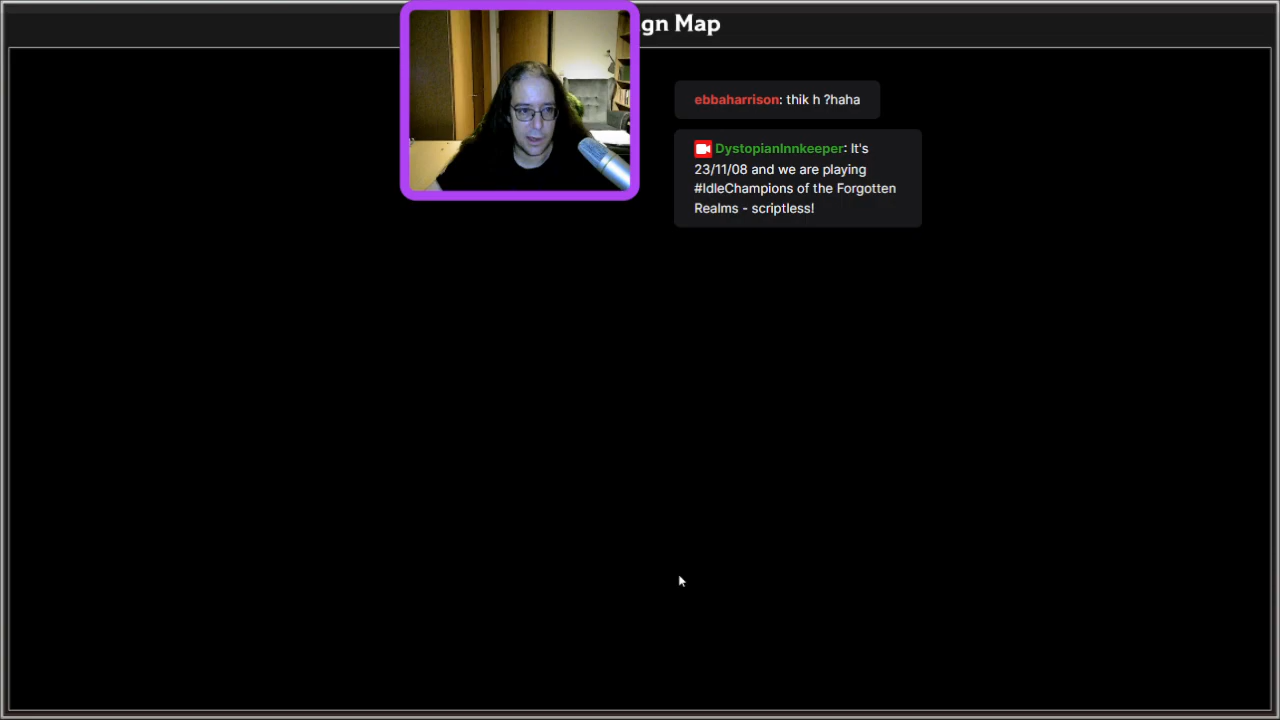 gn Map
ebbaharrison: thik h ?haha
DystopianInnkeeper: It's
23/11/08 and we are playing
#IdleChampions of the Forgotten
Realms - scriptless!